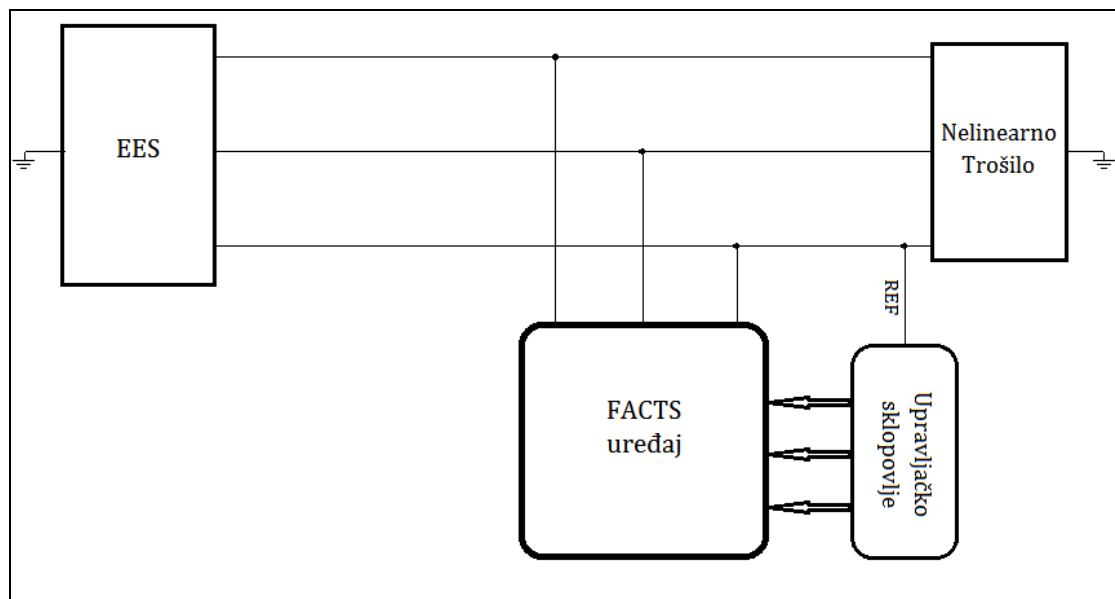 EES
Nelinearno
Trošilo
REF
FACTS
uređaj
Upravljačko
sklopovlje